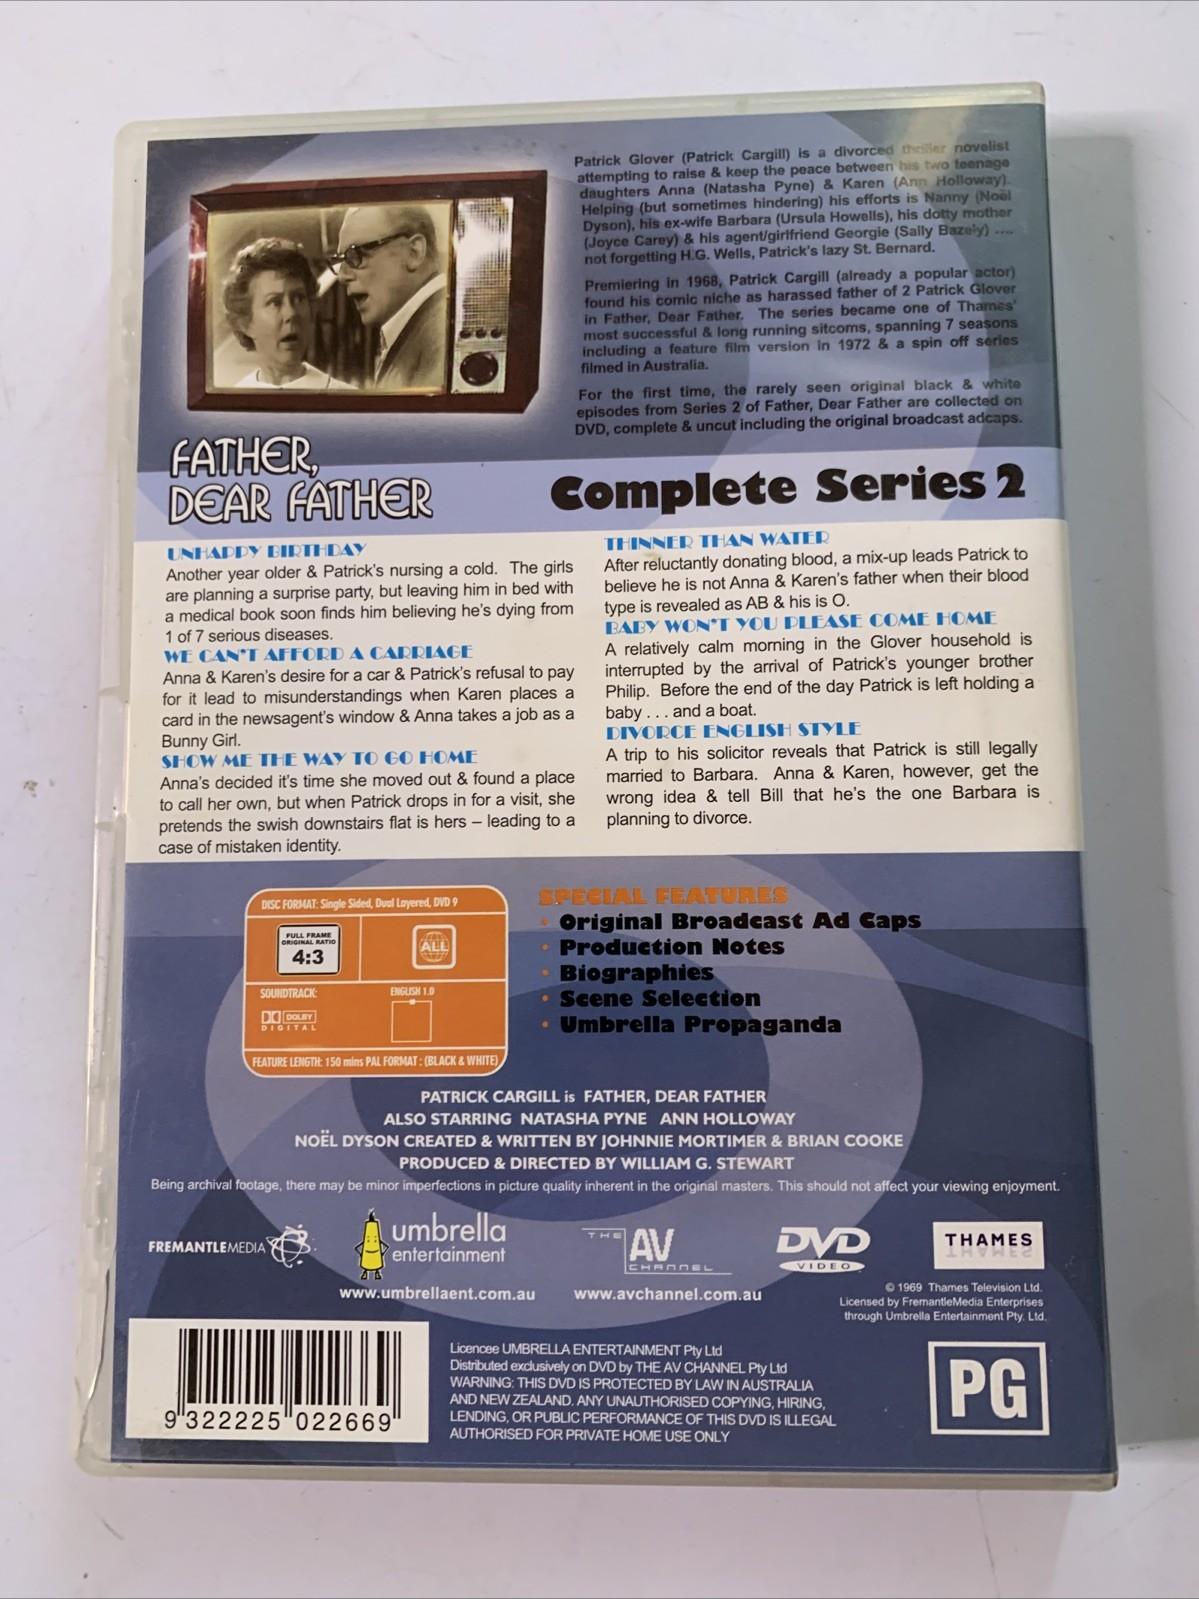 Patrick Glover (Patrick Cargill) is a divorced thriller novelist
attempting to raise & keep the peace between his two teenage
daughters Anna (Natasha Pyne) & Karen (Ann Holloway).
Helping (but sometimes hindering) his efforts is Nanny (Noël
Dyson), his ex-wife Barbara (Ursula Howells), his dotty mother
(Joyce Carey) & his agent/girlfriend Georgie (Sally Bazely) ....
not forgetting H.G. Wells, Patrick's lazy St. Bernard.
Premiering in 1968, Patrick Cargill (already a popular actor)
found his comic niche as harassed father of 2 Patrick Glover
in Father, Dear Father. The series became one of Thames'
most successful & long running sitcoms, spanning 7 seasons
including a feature film version in 1972 & a spin off series
filmed in Australia.
For the first time, the rarely seen original black & white
episodes from Series 2 of Father, Dear Father are collected on
DVD, complete & uncut including the original broadcast adcaps.
FATHER,
DEAR FATHER
Complete Series 2
UNHAPPY BIRTHDAY
Another year older & Patrick's nursing a cold. The girls
are planning a surprise party, but leaving him in bed with
a medical book soon finds him believing he's dying from
1 of 7 serious diseases.
WE CAN'T AFFORD A CARRIAGE
Anna & Karen's desire for a car & Patrick's refusal to pay
for it lead to misunderstandings when Karen places a
card in the newsagent's window & Anna takes a job as a
Bunny Girl.
SHOW ME THE WAY TO GO HOME
Anna's decided it's time she moved out & found a place
to call her own, but when Patrick drops in for a visit, she
pretends the swish downstairs flat is hers – leading to a
case of mistaken identity.
THINNER THAN WATER
After reluctantly donating blood, a mix-up leads Patrick to
believe he is not Anna & Karen's father when their blood
type is revealed as AB & his is O.
BABY WON'T YOU PLEASE COME HOME
A relatively calm morning in the Glover household is
interrupted by the arrival of Patrick's younger brother
Philip. Before the end of the day Patrick is left holding a
baby . . . and a boat.
DIVORCE ENGLISH STYLE
A trip to his solicitor reveals that Patrick is still legally
married to Barbara. Anna & Karen, however, get the
wrong idea & tell Bill that he's the one Barbara is
planning to divorce.
DISC FORMAT: Single Sided, Dual Layered, DVD 9
FULL FRAME
ORIGINAL RATIO
4:3
ALL
SOUNDTRACK:
DOLBY
DIGITAL
ENGLISH 1.0
FEATURE LENGTH: 150 mins PAL FORMAT : (BLACK & WHITE)
SPECIAL FEATURES
· Original Broadcast Ad Caps
· Production Notes
· Biographies
· Scene Selection
· Umbrella Propaganda
PATRICK CARGILL is FATHER, DEAR FATHER
ALSO STARRING NATASHA PYNE ANN HOLLOWAY
NOËL DYSON CREATED & WRITTEN BY JOHNNIE MORTIMER & BRIAN COOKE
PRODUCED & DIRECTED BY WILLIAM G. STEWART
Being archival footage, there may be minor imperfections in picture quality inherent in the original masters. This should not affect your viewing enjoyment.
FREMANTLEMEDIA
umbrella
entertainment
www.umbrellaent.com.au
THE
AV
CHANNEL
www.avchannel.com.au
DVD
VIDEO
THAMES
© 1969 Thames Television Ltd.
Licensed by FremantleMedia Enterprises
through Umbrella Entertainment Pty. Ltd.
9 322225 022669
Licencee UMBRELLA ENTERTAINMENT Pty Ltd
Distributed exclusively on DVD by THE AV CHANNEL Pty Ltd
WARNING: THIS DVD IS PROTECTED BY LAW IN AUSTRALIA
AND NEW ZEALAND. ANY UNAUTHORISED COPYING, HIRING,
LENDING, OR PUBLIC PERFORMANCE OF THIS DVD IS ILLEGAL
AUTHORISED FOR PRIVATE HOME USE ONLY
PG